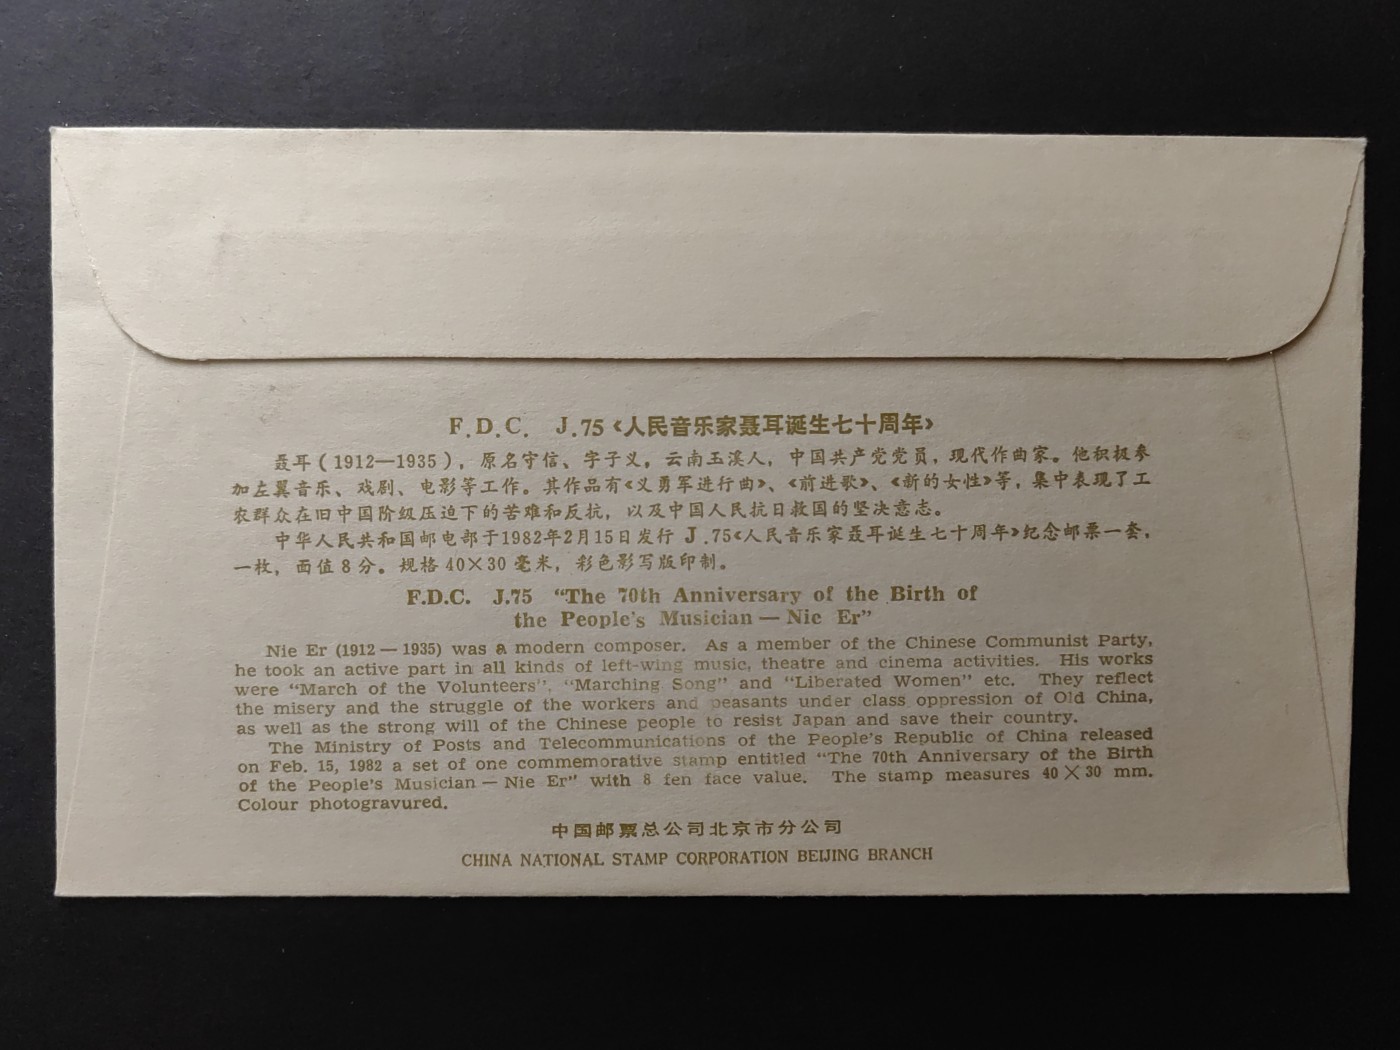 F.D.C. J.75《人民音乐家聂耳诞生七十周年》
聂耳(1912—1935)，原名守信、字子义，云南玉溪人，中国共产党党员，现代作曲家。他积极参
加左翼音乐、戏剧、电影等工作。其作品有《义勇军进行曲》、《前进歌》、《新的女性》等，集中表现了工
农群众在旧中国阶级压迫下的苦难和反抗，以及中国人民抗日救国的坚决意志。
中华人民共和国邮电部于1982年2月15日发行 J.75《人民音乐家聂耳诞生七十周年》纪念邮票一套，
一枚，面值8分。规格40×30毫米，彩色影写版印制。
F.D.C. J.75 “The 70th Anniversary of the Birth of
the People's Musician — Nie Er”
Nie Er (1912 — 1935) was a modern composer. As a member of the Chinese Communist Party,
he took an active part in all kinds of left-wing music, theatre and cinema activities. His works
were “March of the Volunteers”, “Marching Song” and “Liberated Women” etc. They reflect
the misery and the struggle of the workers and peasants under class oppression of Old China,
as well as the strong will of the Chinese people to resist Japan and save their country.
The Ministry of Posts and Telecommunications of the People's Republic of China released
on Feb. 15, 1982 a set of one commemorative stamp entitled “The 70th Anniversary of the Birth
of the People's Musician — Nie Er” with 8 fen face value. The stamp measures 40×30 mm.
Colour photogravured.
中国邮票总公司北京市分公司
CHINA NATIONAL STAMP CORPORATION BEIJING BRANCH